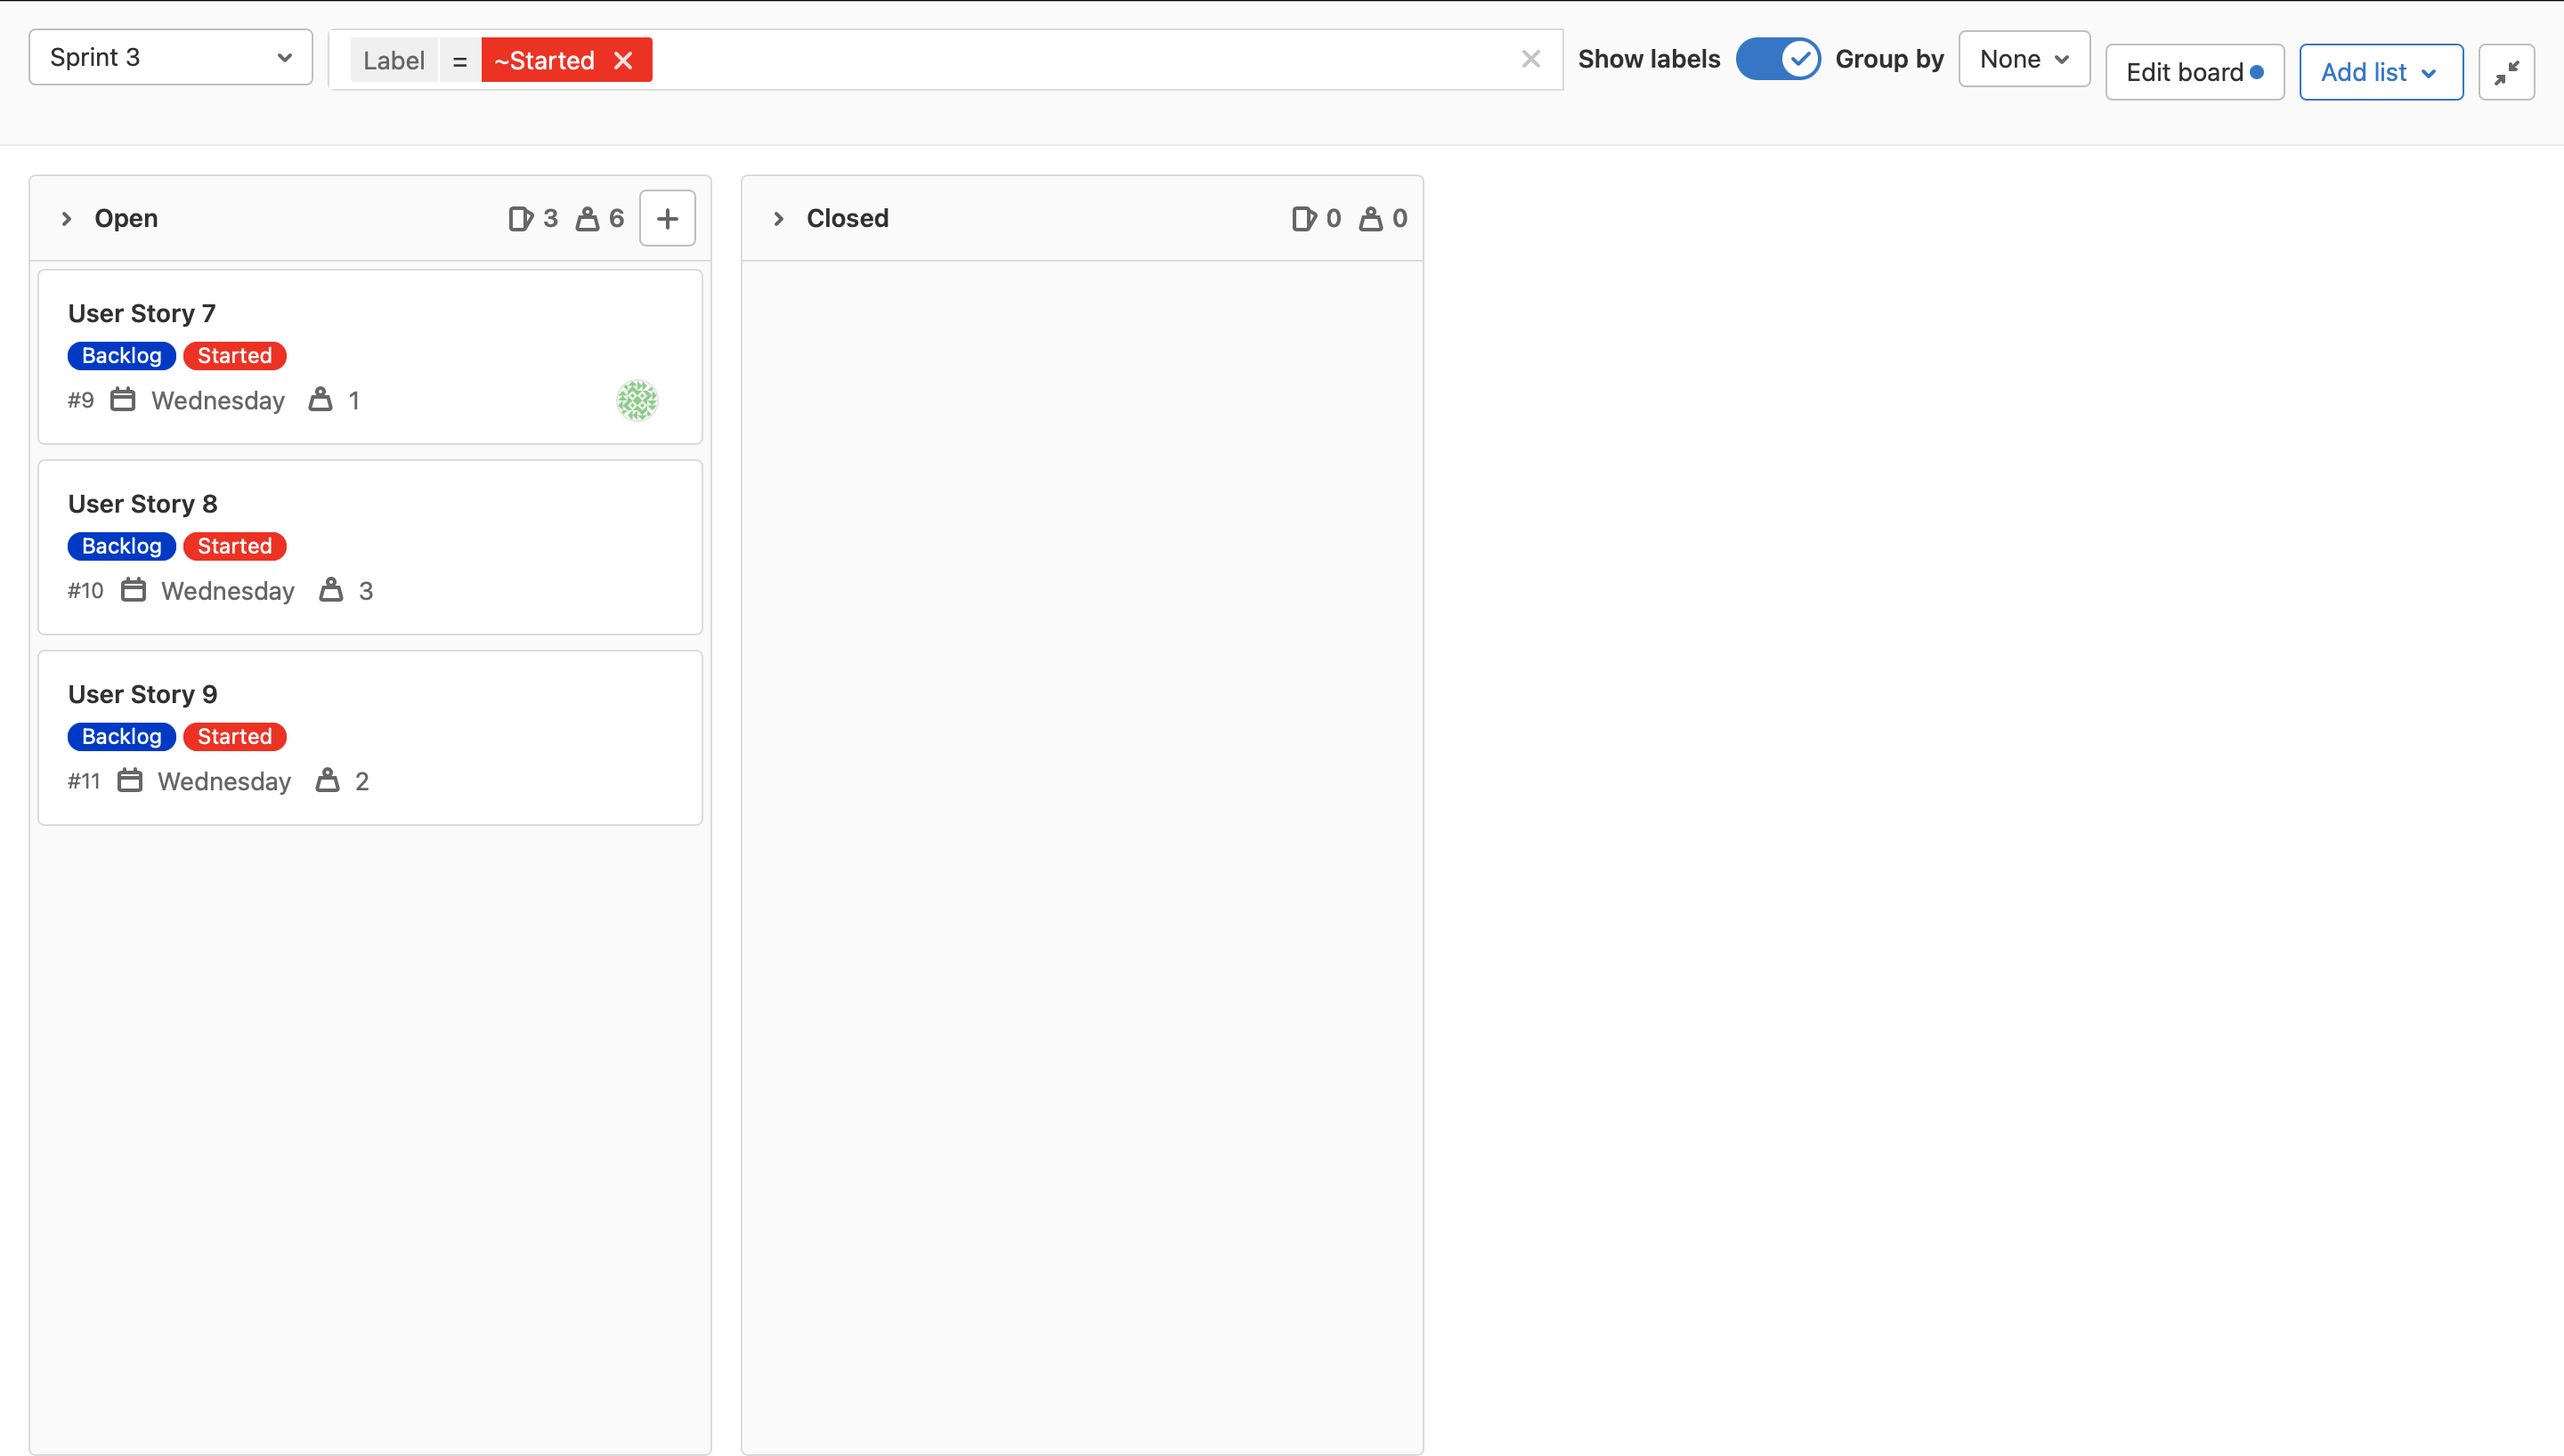 Sprint 3
Label = ~Started
Show labels
Group by
None
Edit board
Add list
Open 3 6
User Story 7
Backlog Started
#9 Wednesday 1
User Story 8
Backlog Started
#10 Wednesday 3
User Story 9
Backlog Started
#11 Wednesday 2
Closed 0 0